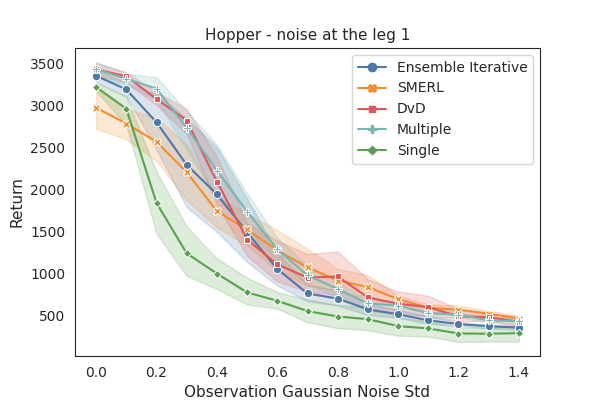 Hopper - noise at the leg 1
Ensemble Iterative
SMERL
DvD
Multiple
Single
Return
3500
3000
2500
2000
1500
1000
500
0.0 0.2 0.4 0.6 0.8 1.0 1.2 1.4
Observation Gaussian Noise Std